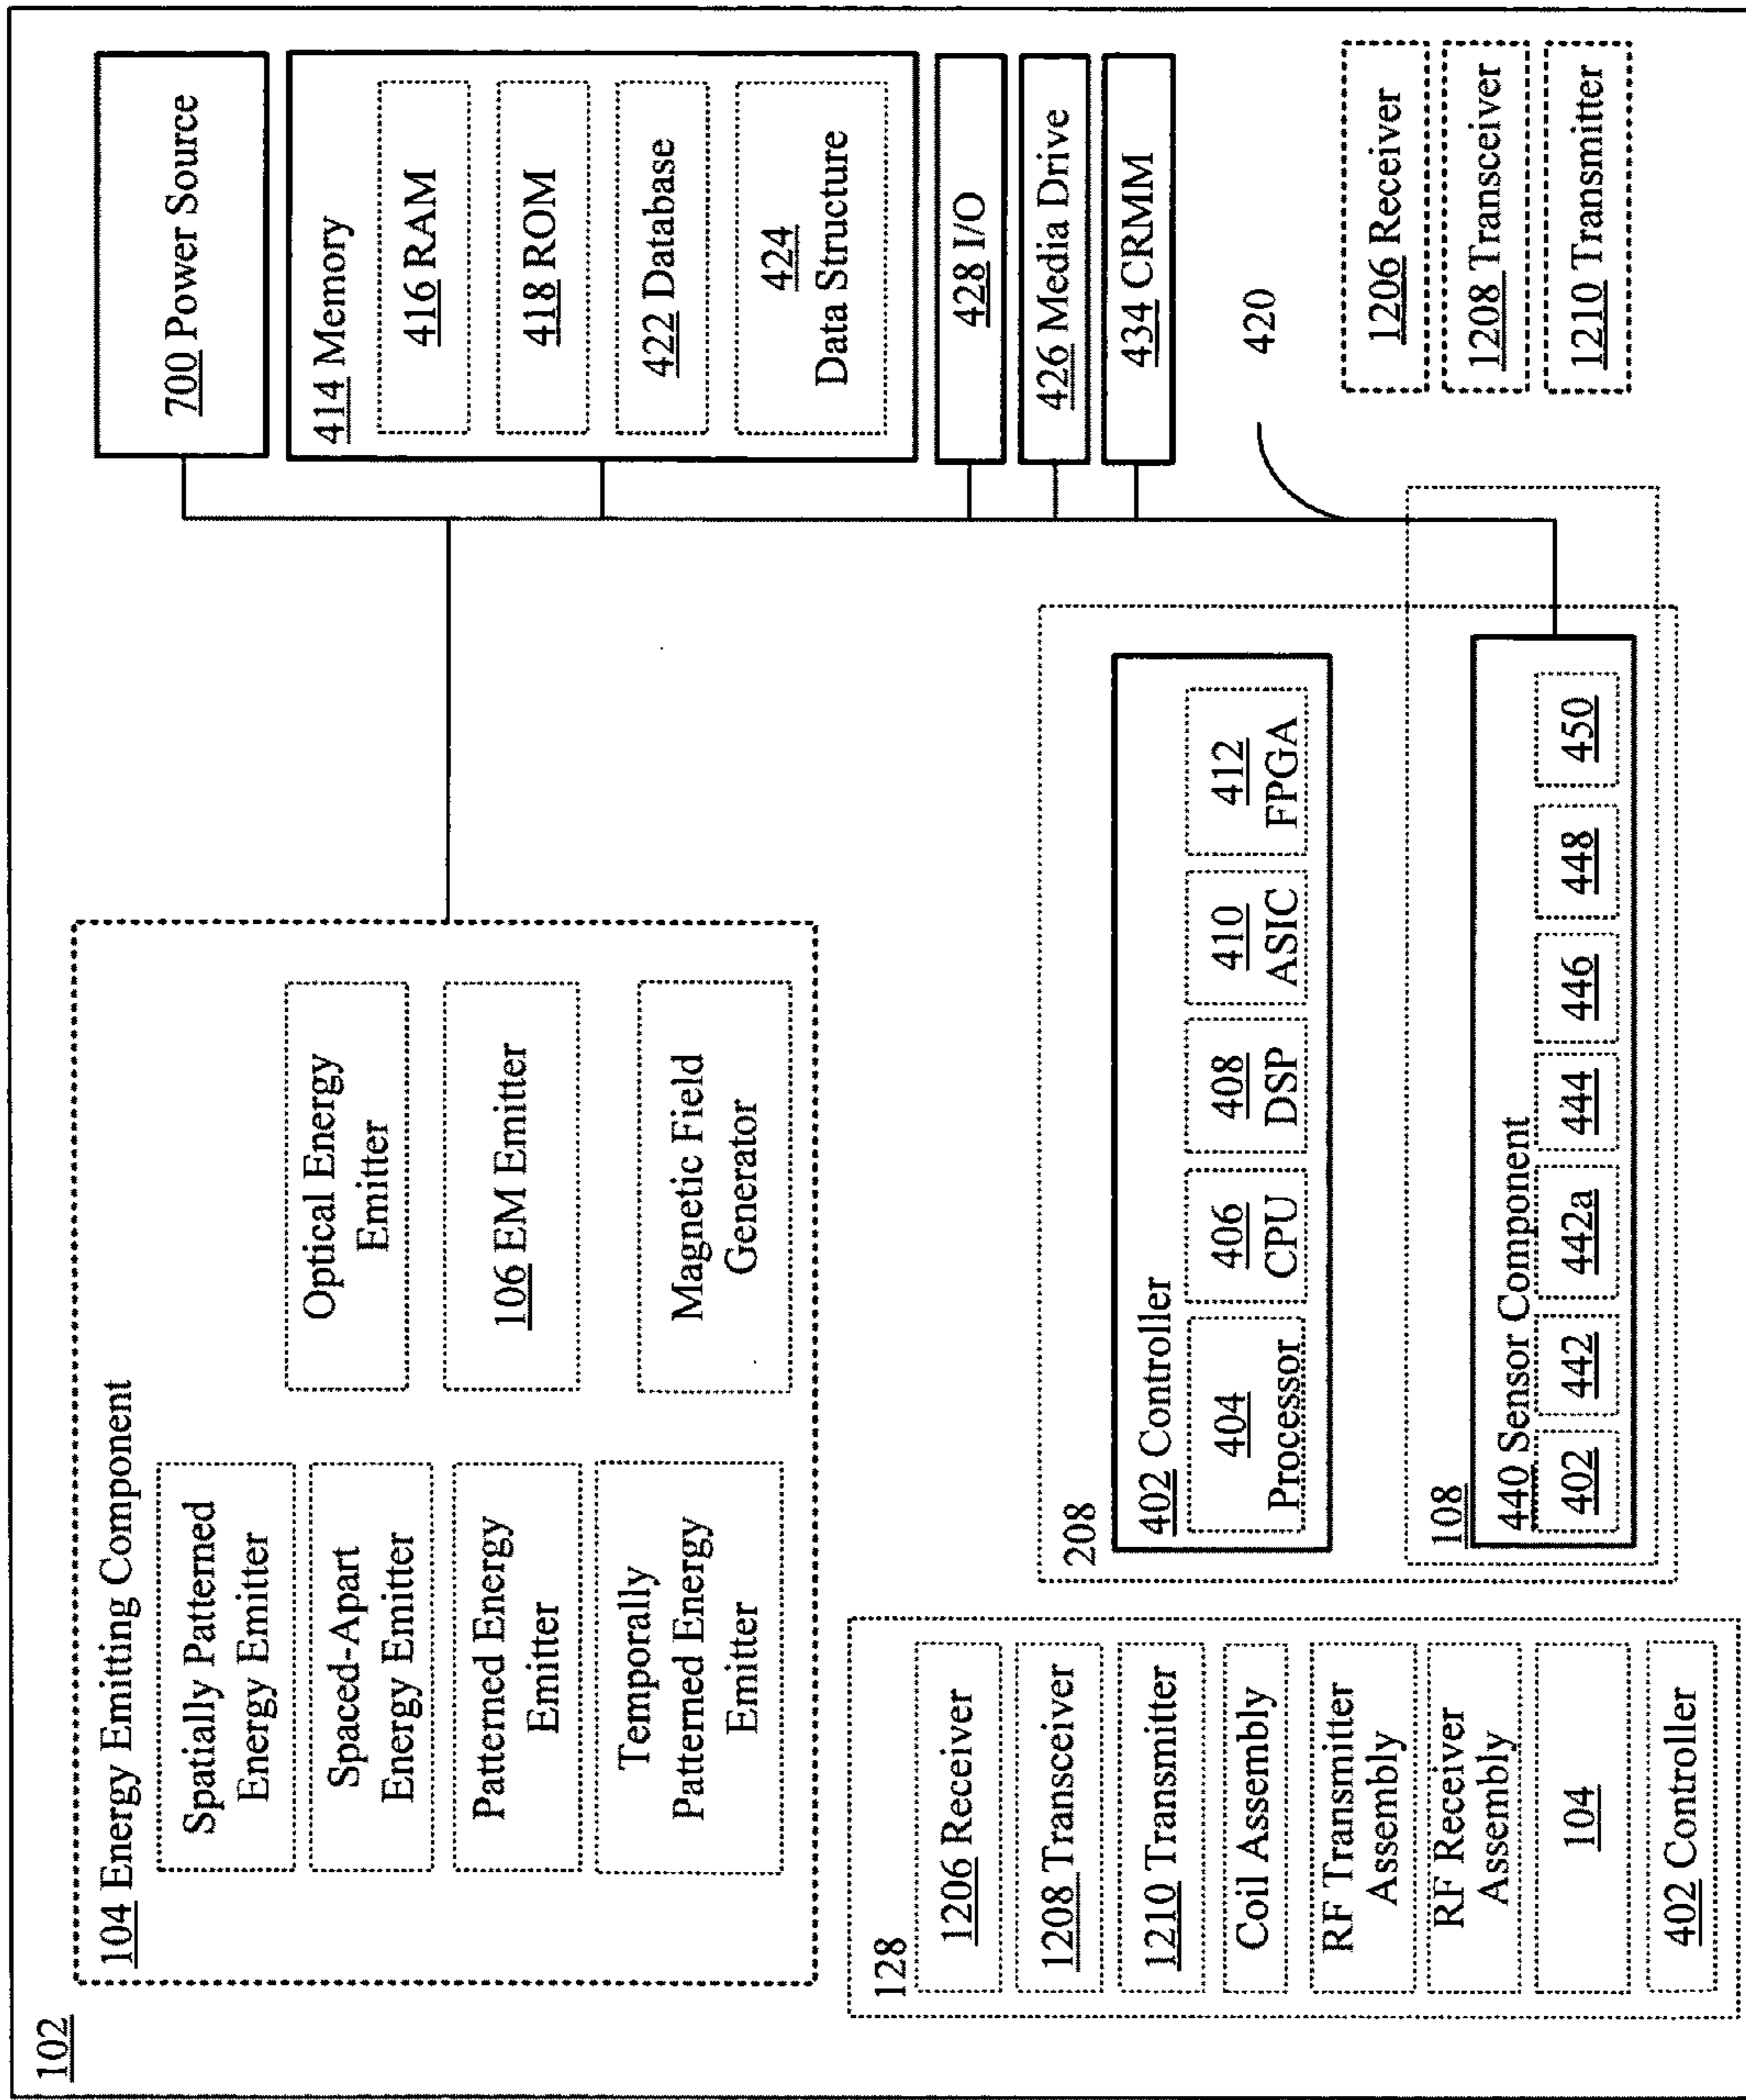 102
104 Energy Emitting Component
Spatially Patterned
Energy Emitter
Spaced-Apart
Energy Emitter
Patterned Energy
Emitter
Temporally
Patterned Energy
Emitter
Optical Energy
Emitter
106 EM Emitter
Magnetic Field
Generator
700 Power Source
414 Memory
416 RAM
418 ROM
422 Database
424
Data Structure
428 I/O
426 Media Drive
434 CRMM
420
128
1206 Receiver
1208 Transceiver
1210 Transmitter
Coil Assembly
RF Transmitter
Assembly
RF Receiver
Assembly
104
402 Controller
208
402 Controller
404
Processor
406
CPU
408
DSP
410
ASIC
412
FPGA
108
440 Sensor Component
402
442
442a
444
446
448
450
1206 Receiver
1208 Transceiver
1210 Transmitter